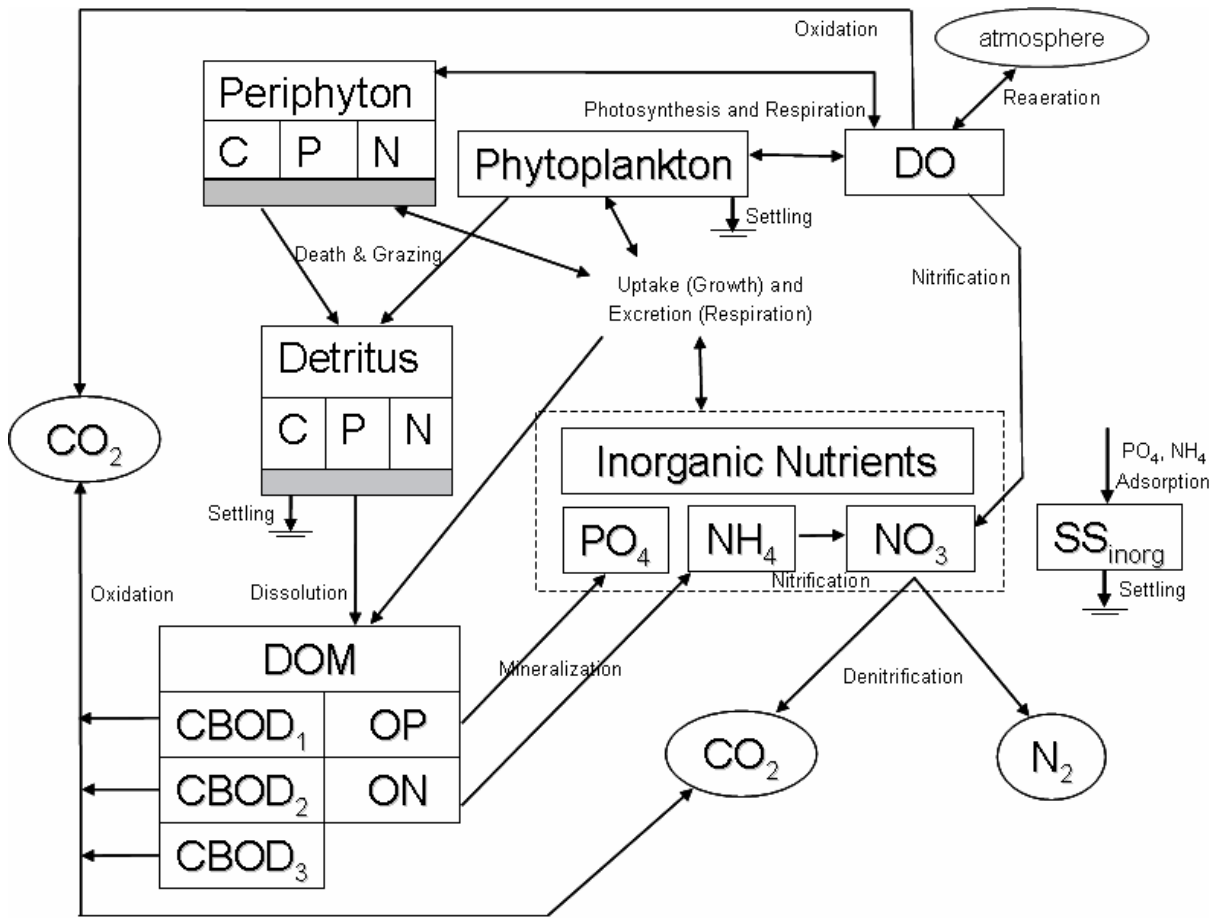 Oxidation
atmosphere
Periphyton
Reaeration
Photosynthesis and Respiration
C P N
Phytoplankton
DO
Settling
Death & Grazing
Nitrification
Uptake (Growth) and
Excretion (Respiration)
Detritus
C P N
CO2
Inorganic Nutrients
PO4, NH4
Adsorption
Settling
PO4
NH4
NO3
SSinorg
Nitrification
Settling
Oxidation
Dissolution
DOM
Mineralization
Denitrification
CBOD1
OP
CO2
N2
CBOD2
ON
CBOD3